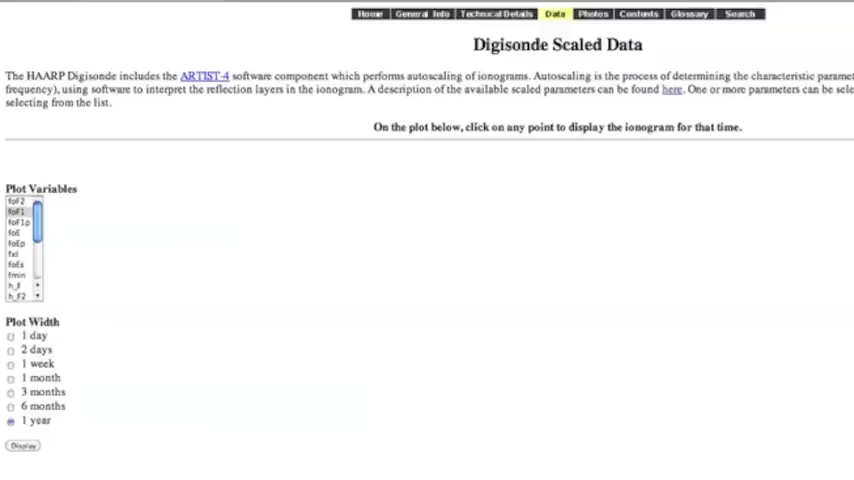 Home General Info Technical Details Data Photos Contents Glossary Search
Digisonde Scaled Data
The HAARP Digisonde includes the ARTIST-4 software component which performs autoscaling of ionograms. Autoscaling is the process of determining the characteristic paramet
frequency), using software to interpret the reflection layers in the ionogram. A description of the available scaled parameters can be found here. One or more parameters can be sele
selecting from the list.
On the plot below, click on any point to display the ionogram for that time.
Plot Variables
foF2
foF1
foF1p
foE
foEp
fxI
foEs
fmin
h_F
h_F2
Plot Width
1 day
2 days
1 week
1 month
3 months
6 months
1 year
Display